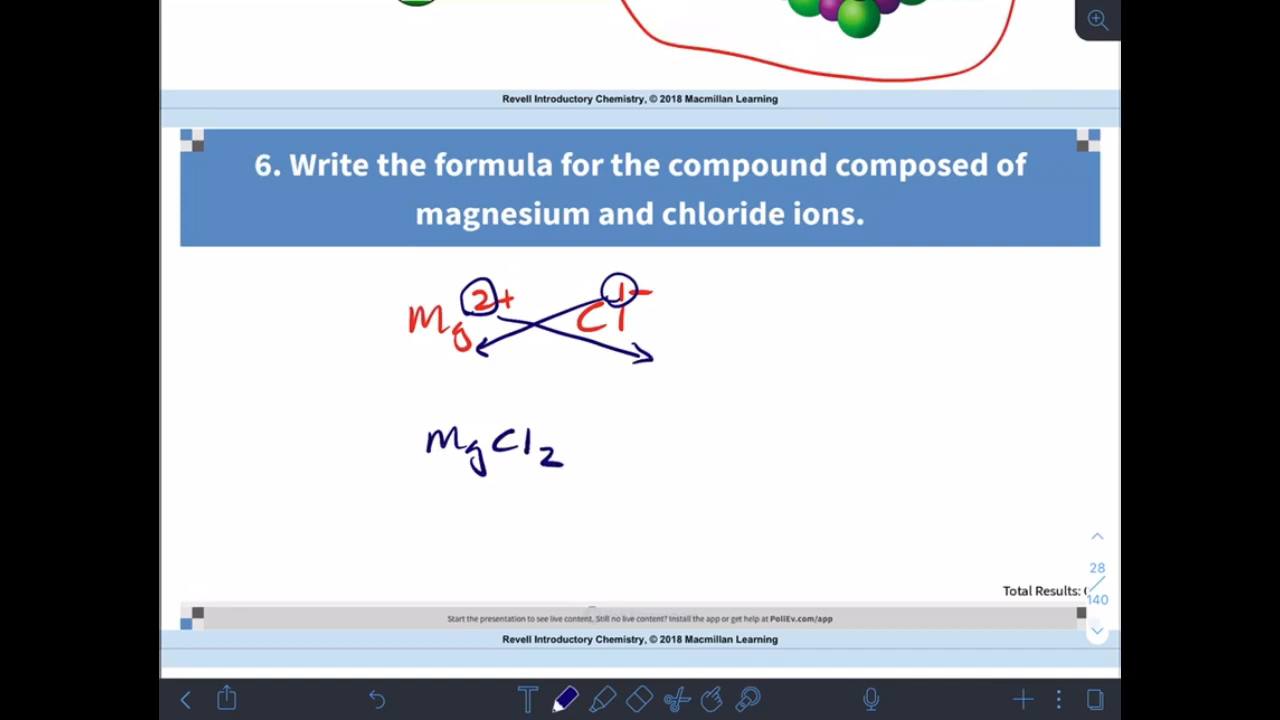 Revell Introductory Chemistry, © 2018 Macmillan Learning
6. Write the formula for the compound composed of
magnesium and chloride ions.
Mg 2+ Cl 1-
MgCl2
Total Results:
28
140
Start the presentation to see live content. Still no live content? Install the app or get help at PollEv.com/app
Revell Introductory Chemistry, © 2018 Macmillan Learning
T